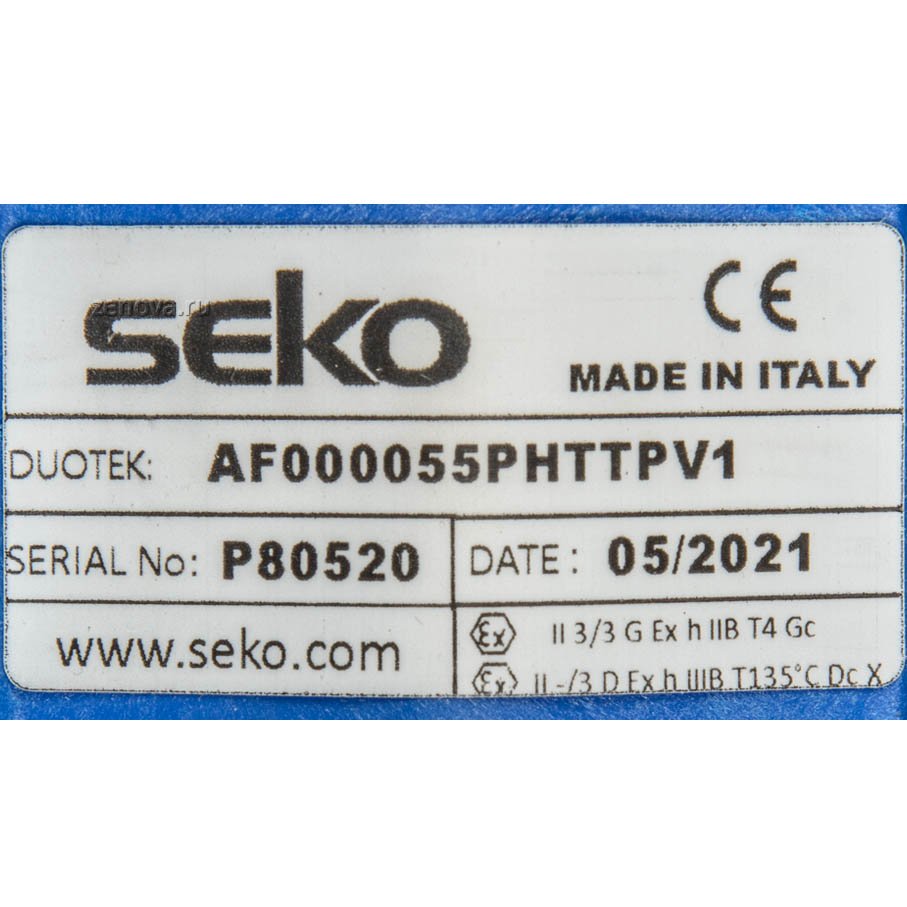 seko
zenova.ru
CE
MADE IN ITALY
DUOTEK: AF000055PHTTPV1
SERIAL No: P80520
DATE : 05/2021
www.seko.com
Ex II 3/3 G Ex h IIB T4 Gc
Ex II -/3 D Ex h IIIB T135°C Dc X